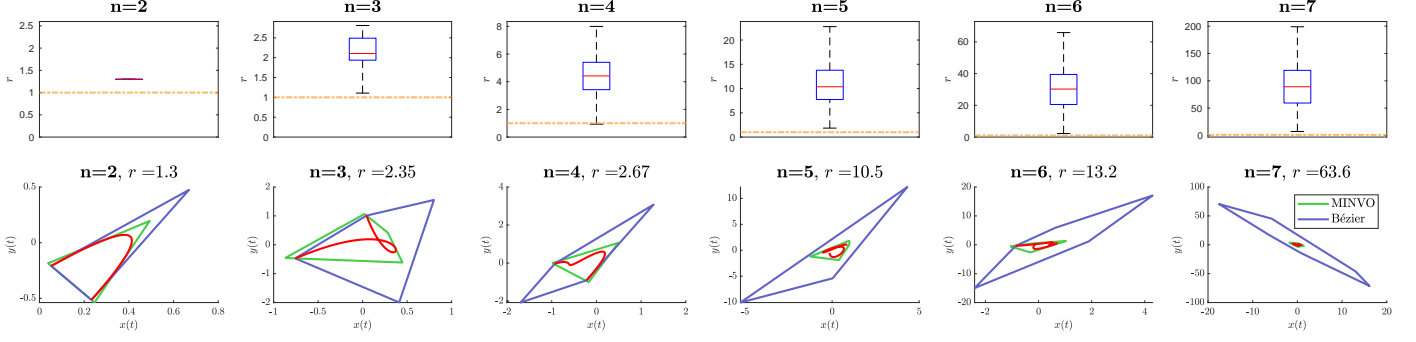 n=2 n=3 n=4 n=5 n=6 n=7
r
2.5
2
1.5
1
0.5
0
r
2.5
2
1.5
1
0.5
0
r
8
6
4
2
0
r
20
15
10
5
0
r
60
40
20
0
r
200
150
100
50
0
n=2, r =1.3
y(t)
0.5
0
-0.5
0 0.2 0.4 0.6 0.8
x(t)
n=3, r =2.35
y(t)
2
1
0
-1
-2
-1 -0.5 0 0.5 1
x(t)
n=4, r =2.67
y(t)
4
2
0
-2
-2 -1 0 1 2
x(t)
n=5, r =10.5
y(t)
10
5
0
-5
-10
-5 0 5
x(t)
n=6, r =13.2
y(t)
20
10
0
-10
-20
-2 0 2 4
x(t)
n=7, r =63.6
y(t)
100
50
0
-50
-100
-20 -10 0 10 20
x(t)
MINVO
Bézier